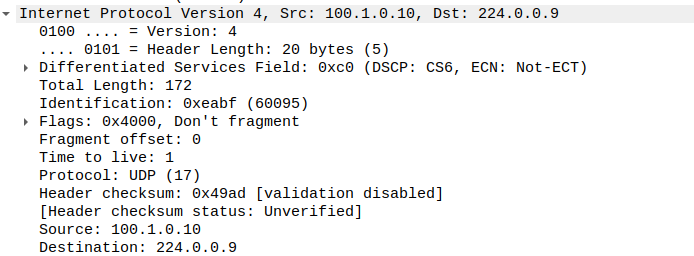 Internet Protocol Version 4, Src: 100.1.0.10, Dst: 224.0.0.9
0100 .... = Version: 4
.... 0101 = Header Length: 20 bytes (5)
Differentiated Services Field: 0xc0 (DSCP: CS6, ECN: Not-ECT)
Total Length: 172
Identification: 0xeabf (60095)
Flags: 0x4000, Don't fragment
Fragment offset: 0
Time to live: 1
Protocol: UDP (17)
Header checksum: 0x49ad [validation disabled]
[Header checksum status: Unverified]
Source: 100.1.0.10
Destination: 224.0.0.9